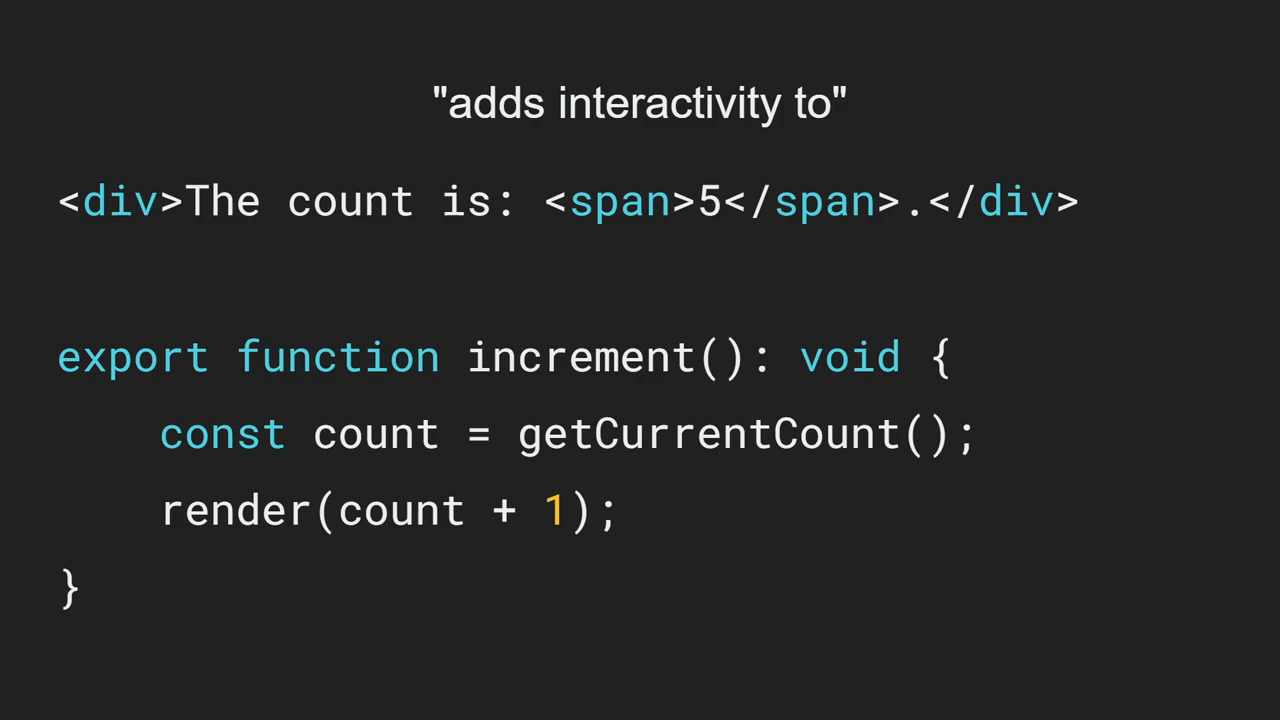 "adds interactivity to"
<div>The count is: <span>5</span>.</div>
export function increment(): void {
    const count = getCurrentCount();
    render(count + 1);
}